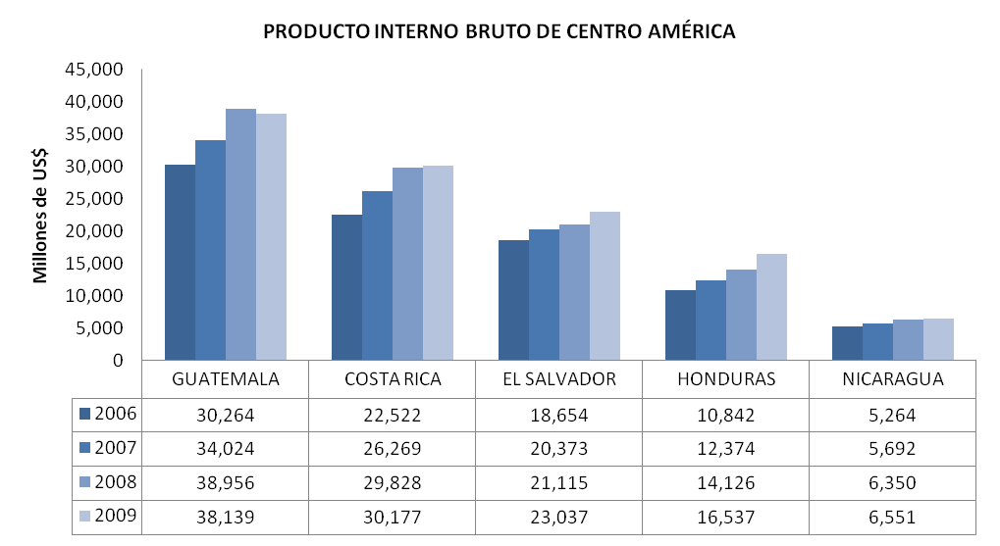 PRODUCTO INTERNO BRUTO DE CENTRO AMÉRICA
Millones de US$
45,000
40,000
35,000
30,000
25,000
20,000
15,000
10,000
5,000
0
GUATEMALA COSTA RICA EL SALVADOR HONDURAS NICARAGUA
2006 30,264 22,522 18,654 10,842 5,264
2007 34,024 26,269 20,373 12,374 5,692
2008 38,956 29,828 21,115 14,126 6,350
2009 38,139 30,177 23,037 16,537 6,551